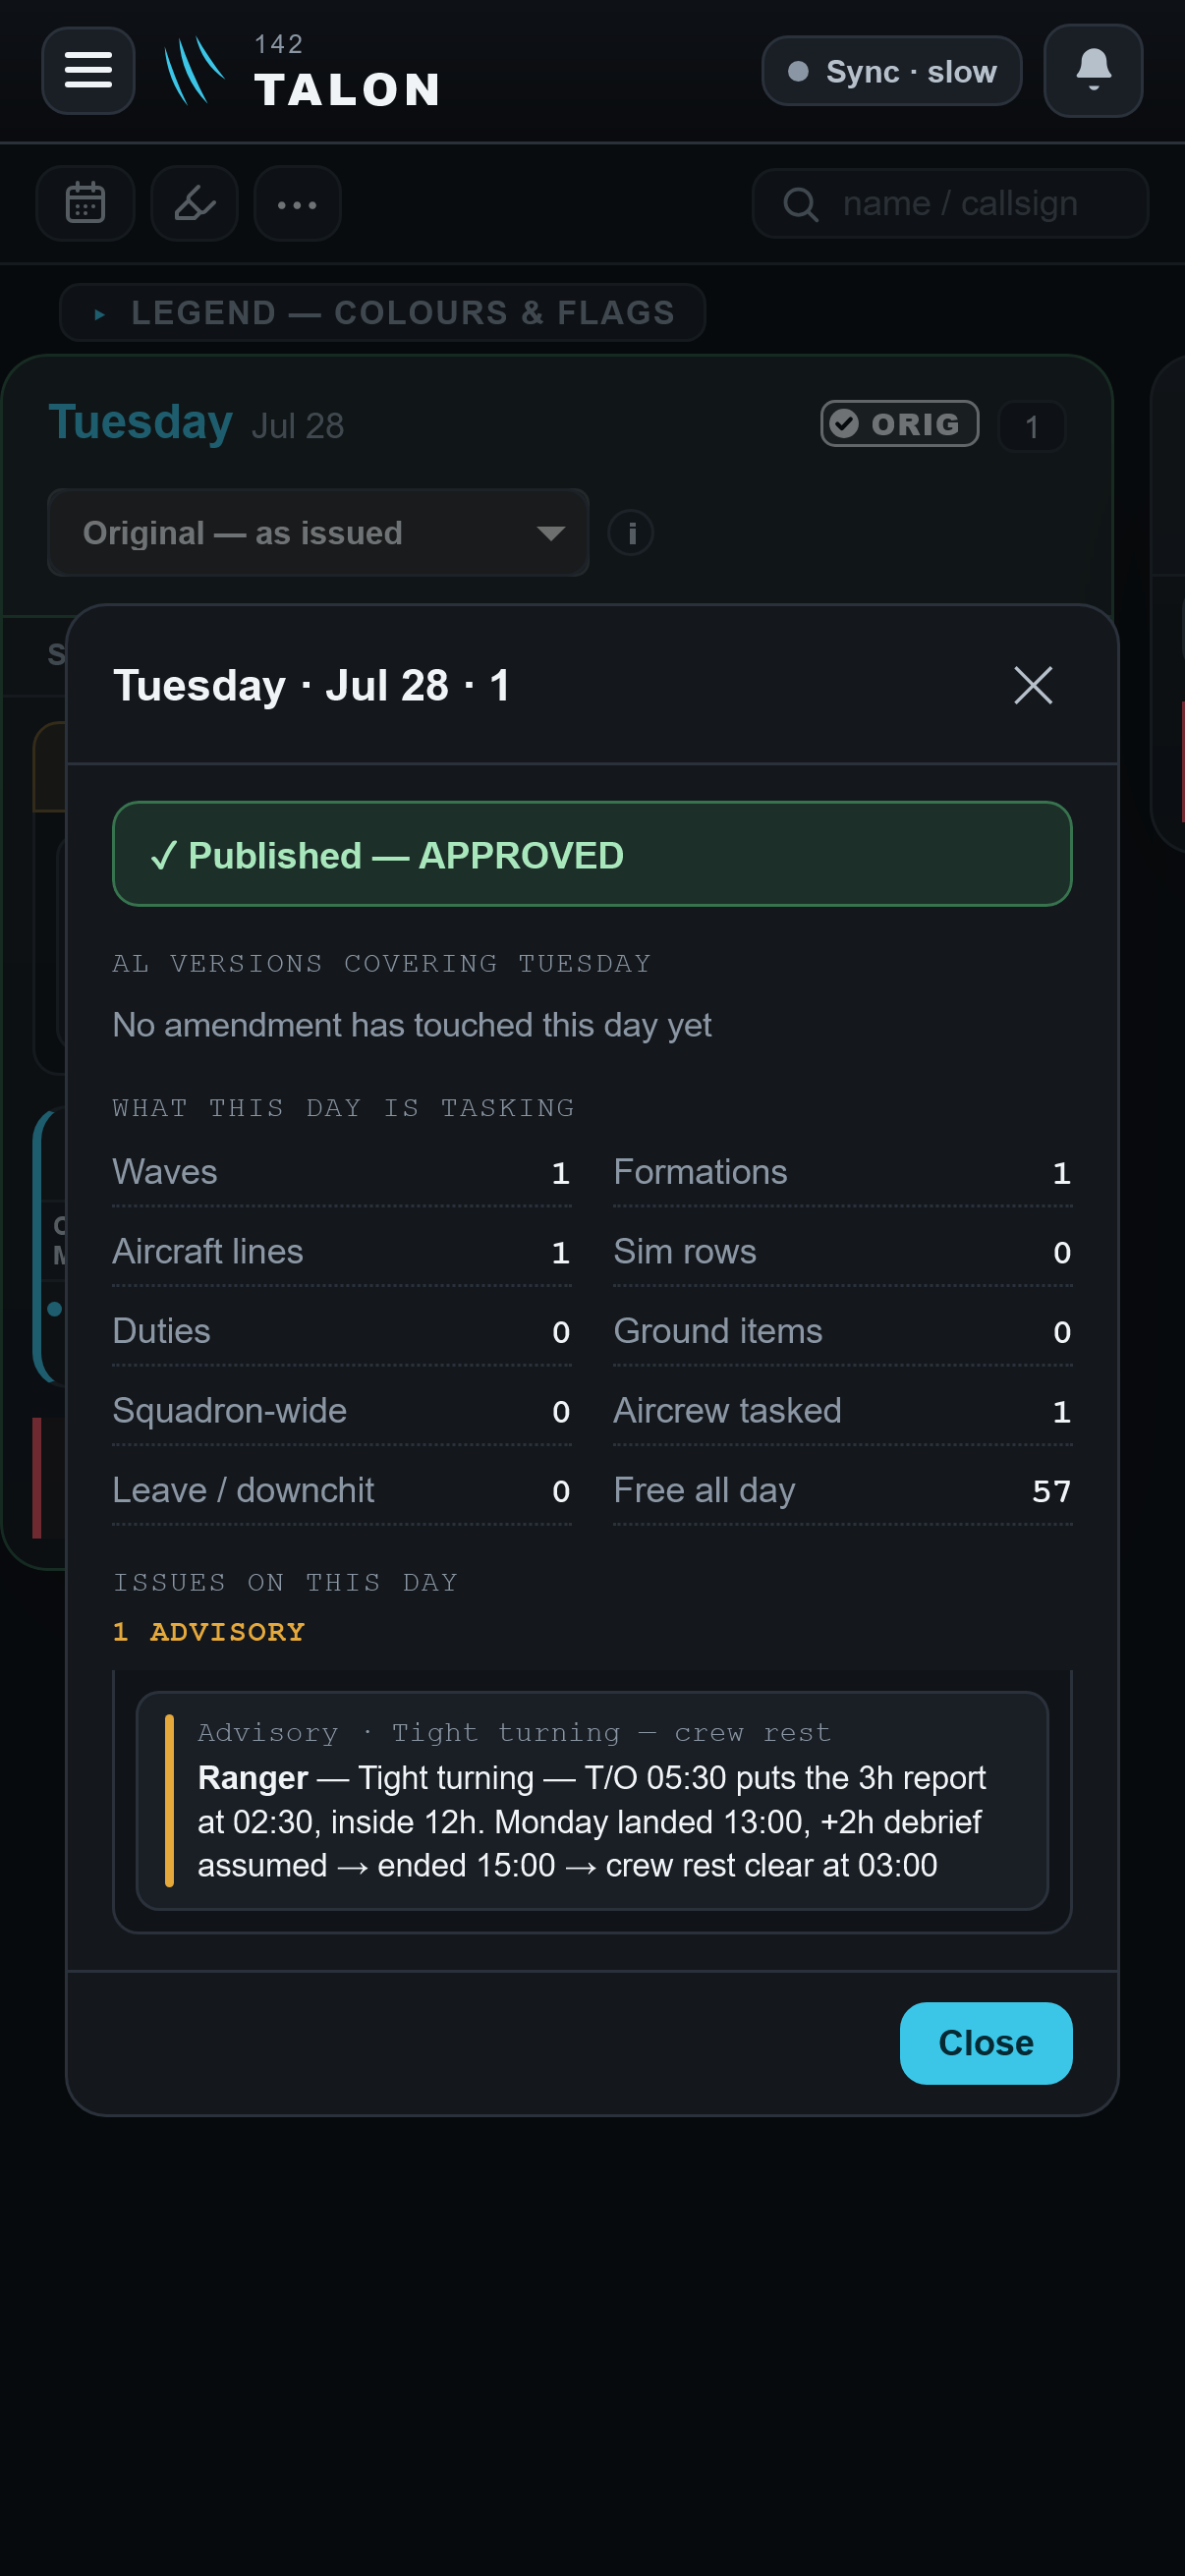 142
TALON
Sync · slow
name / callsign
▸ LEGEND — COLOURS & FLAGS
Tuesday Jul 28
ORIG
1
Original — as issued
i
Tuesday · Jul 28 · 1
✓ Published — APPROVED
AL VERSIONS COVERING TUESDAY
No amendment has touched this day yet
WHAT THIS DAY IS TASKING
Waves 1
Formations 1
Aircraft lines 1
Sim rows 0
Duties 0
Ground items 0
Squadron-wide 0
Aircrew tasked 1
Leave / downchit 0
Free all day 57
ISSUES ON THIS DAY
1 ADVISORY
Advisory · Tight turning — crew rest
Ranger — Tight turning — T/O 05:30 puts the 3h report
at 02:30, inside 12h. Monday landed 13:00, +2h debrief
assumed → ended 15:00 → crew rest clear at 03:00
Close